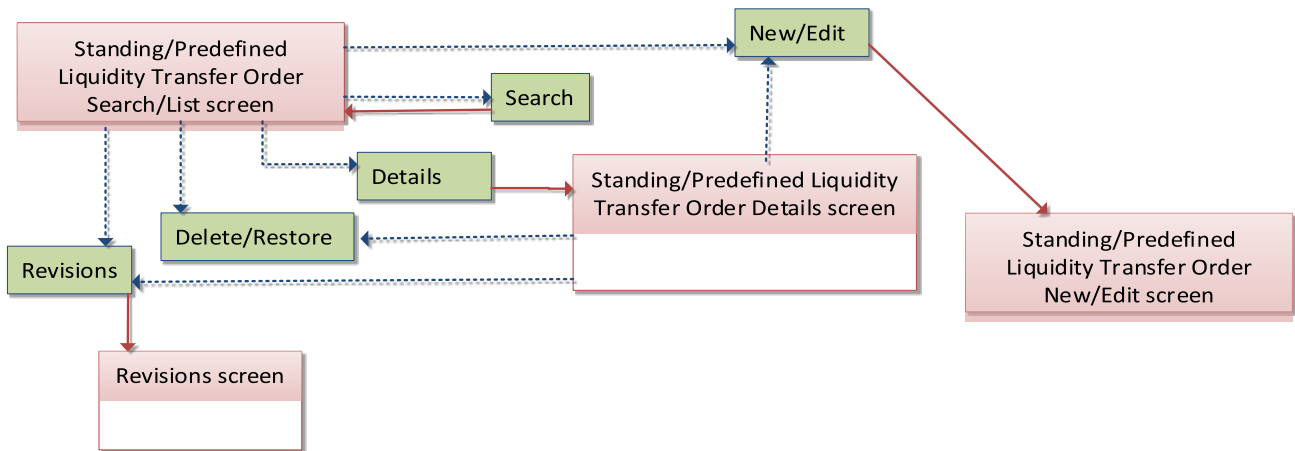 Standing/Predefined
Liquidity Transfer Order
Search/List screen
New/Edit
Search
Details
Standing/Predefined Liquidity
Transfer Order Details screen
Delete/Restore
Revisions
Standing/Predefined
Liquidity Transfer Order
New/Edit screen
Revisions screen